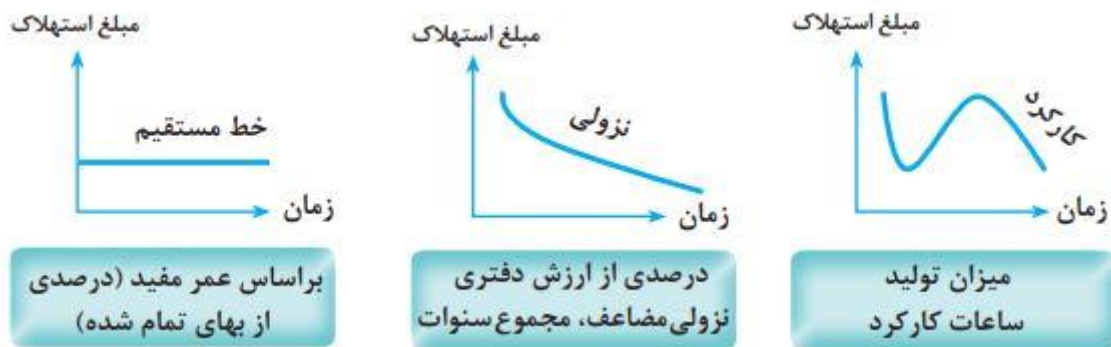 مبلغ استهلاک
کارکرد
زمان
میزان تولید
ساعات کارکرد
مبلغ استهلاک
نزولی
زمان
درصدی از ارزش دفتری
نزولی مضاعف، مجموع سنوات
مبلغ استهلاک
خط مستقیم
زمان
براساس عمر مفید (درصدی
از بهای تمام شده)